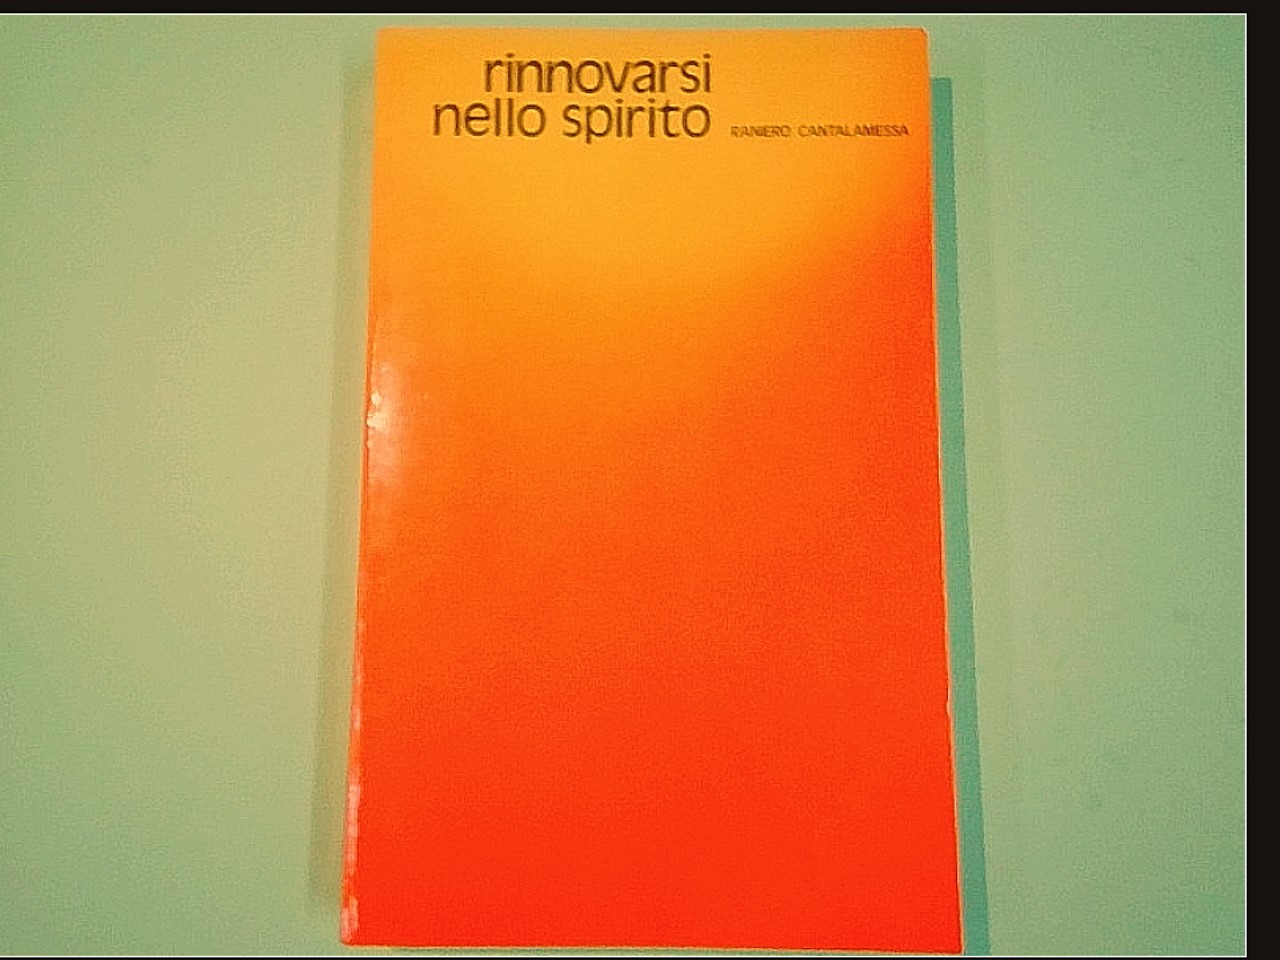 rinnovarsi
nello spirito
RANIERO CANTALAMESSA